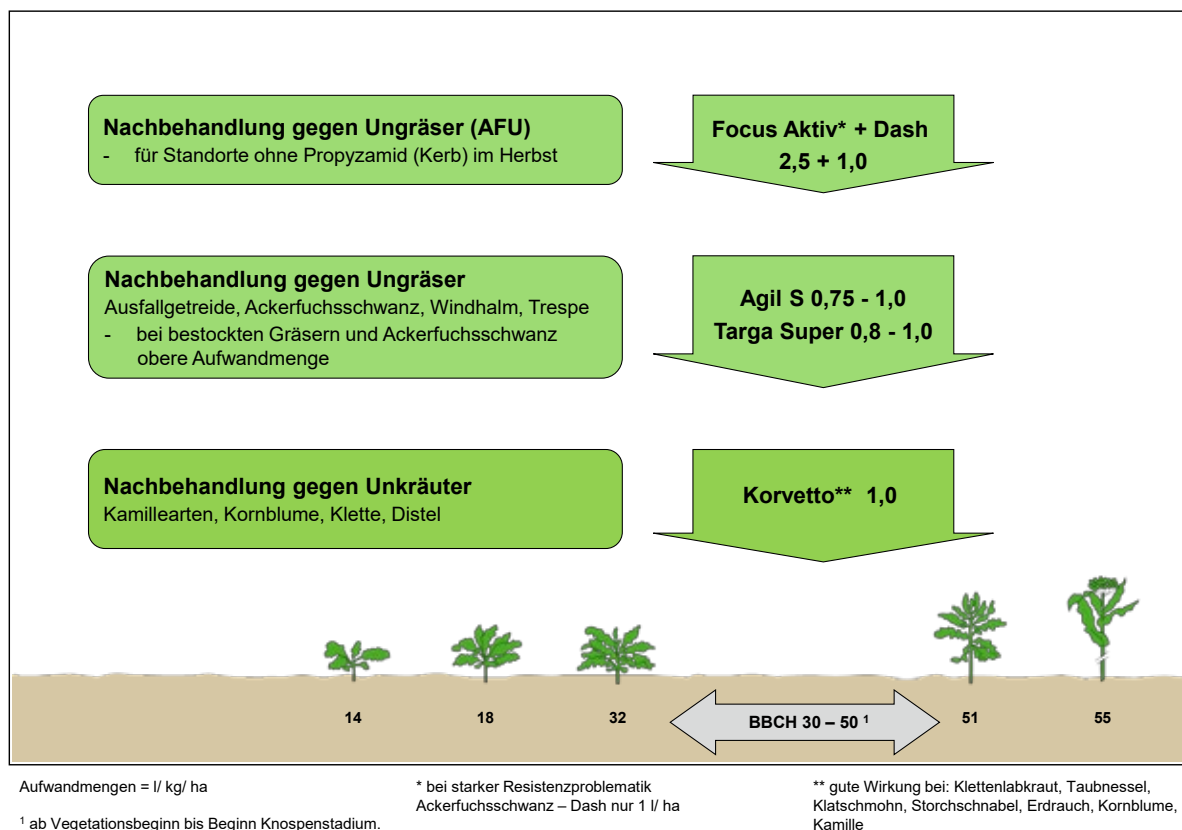 Nachbehandlung gegen Ungräser (AFU)
- für Standorte ohne Propyzamid (Kerb) im Herbst
Focus Aktiv* + Dash
2,5 + 1,0
Nachbehandlung gegen Ungräser
Ausfallgetreide, Ackerfuchsschwanz, Windhalm, Trespe
- bei bestockten Gräsern und Ackerfuchsschwanz
obere Aufwandmenge
Agil S 0,75 - 1,0
Targa Super 0,8 - 1,0
Nachbehandlung gegen Unkräuter
Kamillearten, Kornblume, Klette, Distel
Korvetto** 1,0
14
18
32
BBCH 30 – 50 ¹
51
55
Aufwandmengen = l/ kg/ ha
¹ ab Vegetationsbeginn bis Beginn Knospenstadium.
* bei starker Resistenzproblematik
Ackerfuchsschwanz – Dash nur 1 l/ ha
** gute Wirkung bei: Klettenlabkraut, Taubnessel,
Klatschmohn, Storchschnabel, Erdrauch, Kornblume,
Kamille